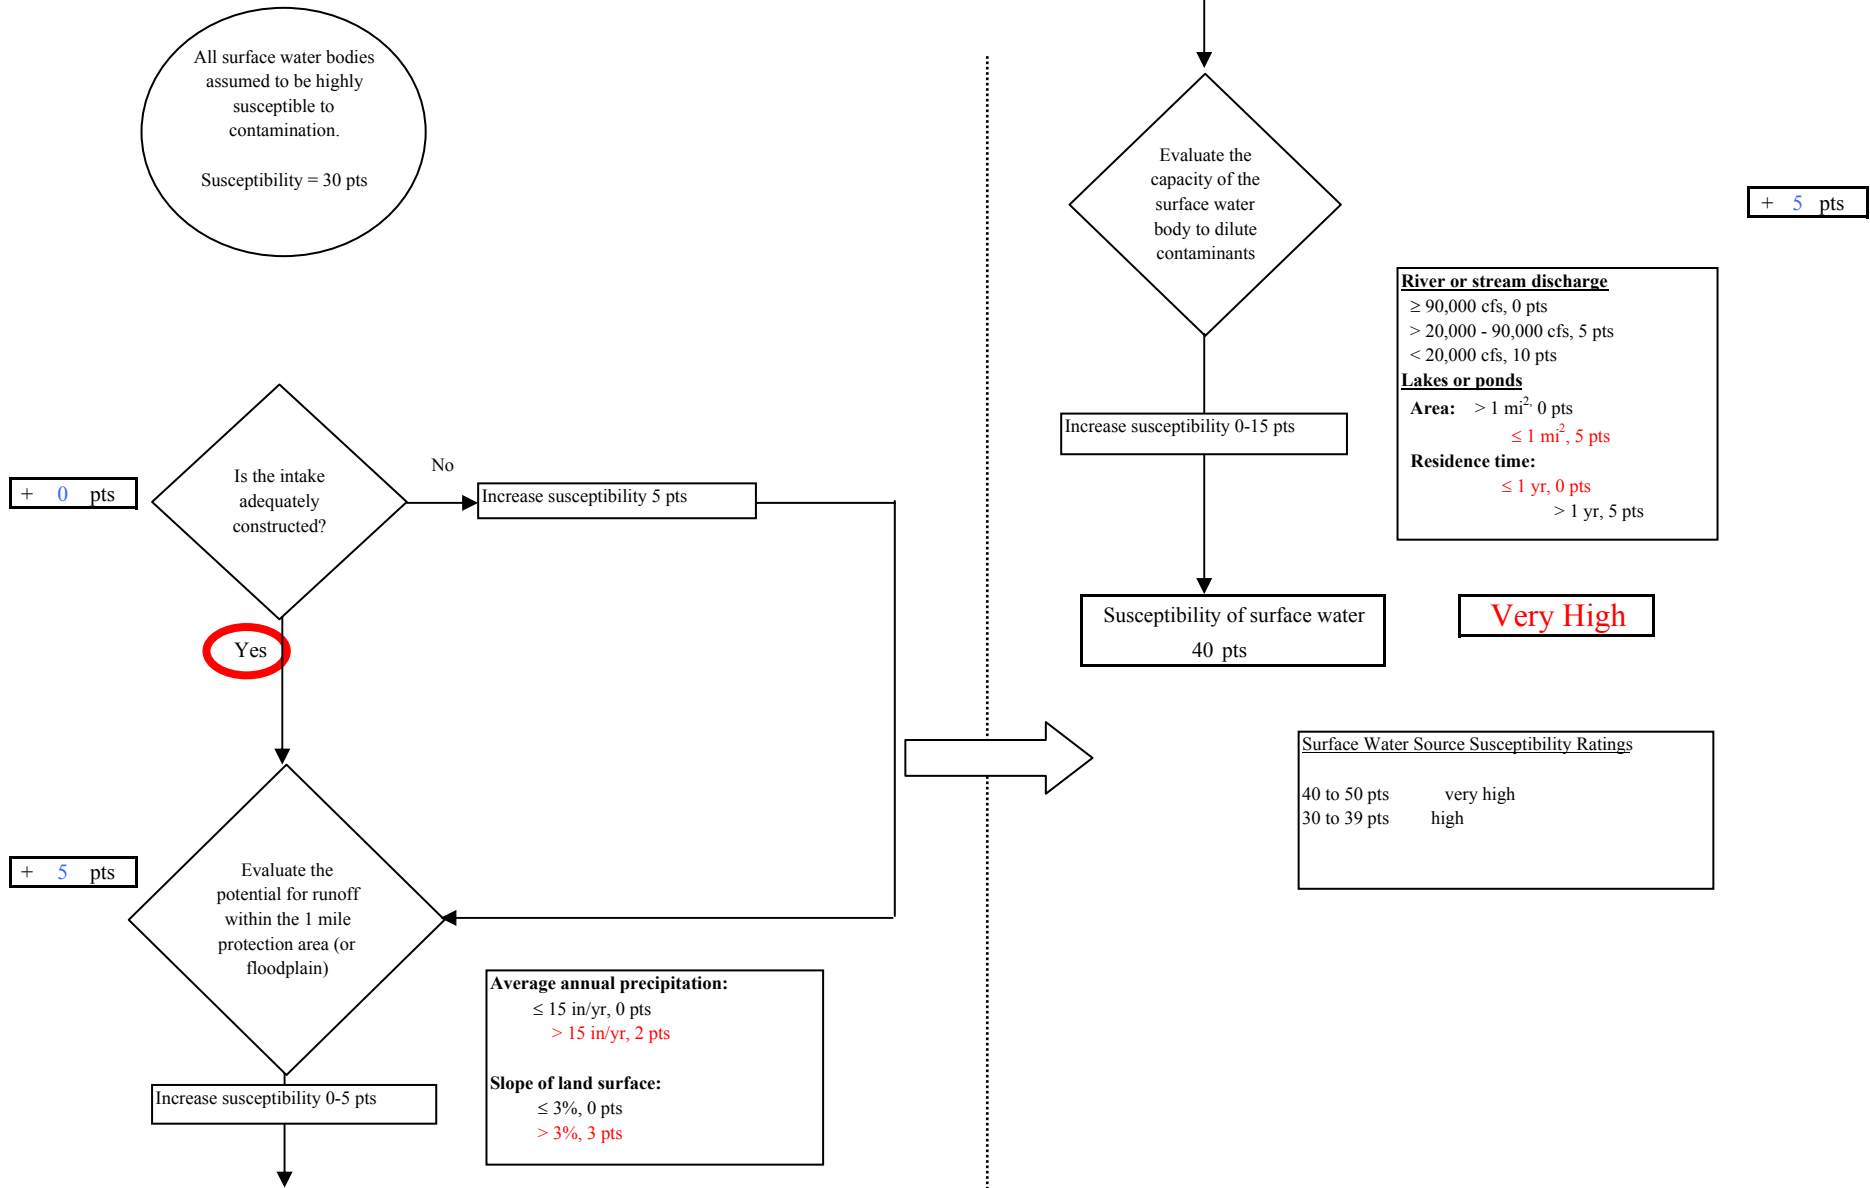 All surface water bodies
assumed to be highly
susceptible to
contamination.
Susceptibility = 30 pts
Is the intake
adequately
constructed?
+ 0 pts
No
Increase susceptibility 5 pts
Yes
+ 5 pts
Evaluate the
potential for runoff
within the 1 mile
protection area (or
floodplain)
Average annual precipitation:
≤ 15 in/yr, 0 pts
> 15 in/yr, 2 pts
Slope of land surface:
≤ 3%, 0 pts
> 3%, 3 pts
Increase susceptibility 0-5 pts
Evaluate the
capacity of the
surface water
body to dilute
contaminants
+ 5 pts
River or stream discharge
≥ 90,000 cfs, 0 pts
> 20,000 - 90,000 cfs, 5 pts
< 20,000 cfs, 10 pts
Lakes or ponds
Area: > 1 mi², 0 pts
≤ 1 mi², 5 pts
Residence time:
≤ 1 yr, 0 pts
> 1 yr, 5 pts
Increase susceptibility 0-15 pts
Susceptibility of surface water
40 pts
Very High
Surface Water Source Susceptibility Ratings
40 to 50 pts very high
30 to 39 pts high